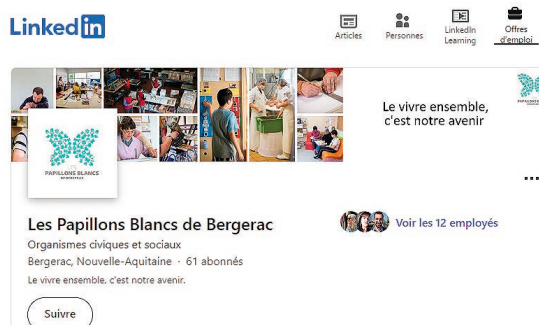 Linked in
Articles
Personnes
LinkedIn
Learning
Offres
d'emploi
Le vivre ensemble,
c'est notre avenir
PAPILLONS BLANCS
Les Papillons Blancs de Bergerac
Organismes civiques et sociaux
Bergerac, Nouvelle-Aquitaine · 61 abonnés
Le vivre ensemble, c'est notre avenir.
Voir les 12 employés
Suivre